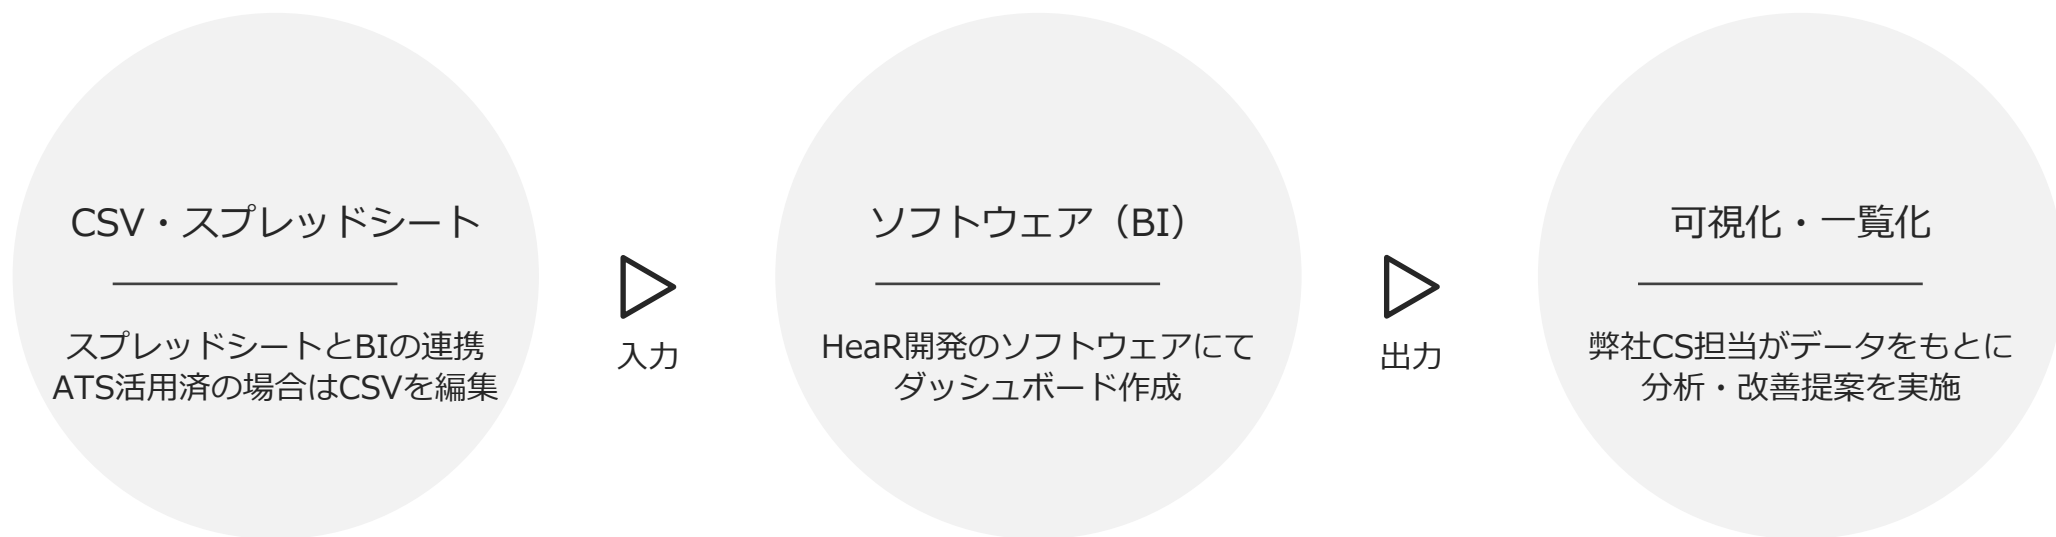 CSV・スプレッドシート
スプレッドシートとBIの連携
ATS活用済の場合はCSVを編集
入力
ソフトウェア（BI）
HeaR開発のソフトウェアにて
ダッシュボード作成
出力
可視化・一覧化
弊社CS担当がデータをもとに
分析・改善提案を実施